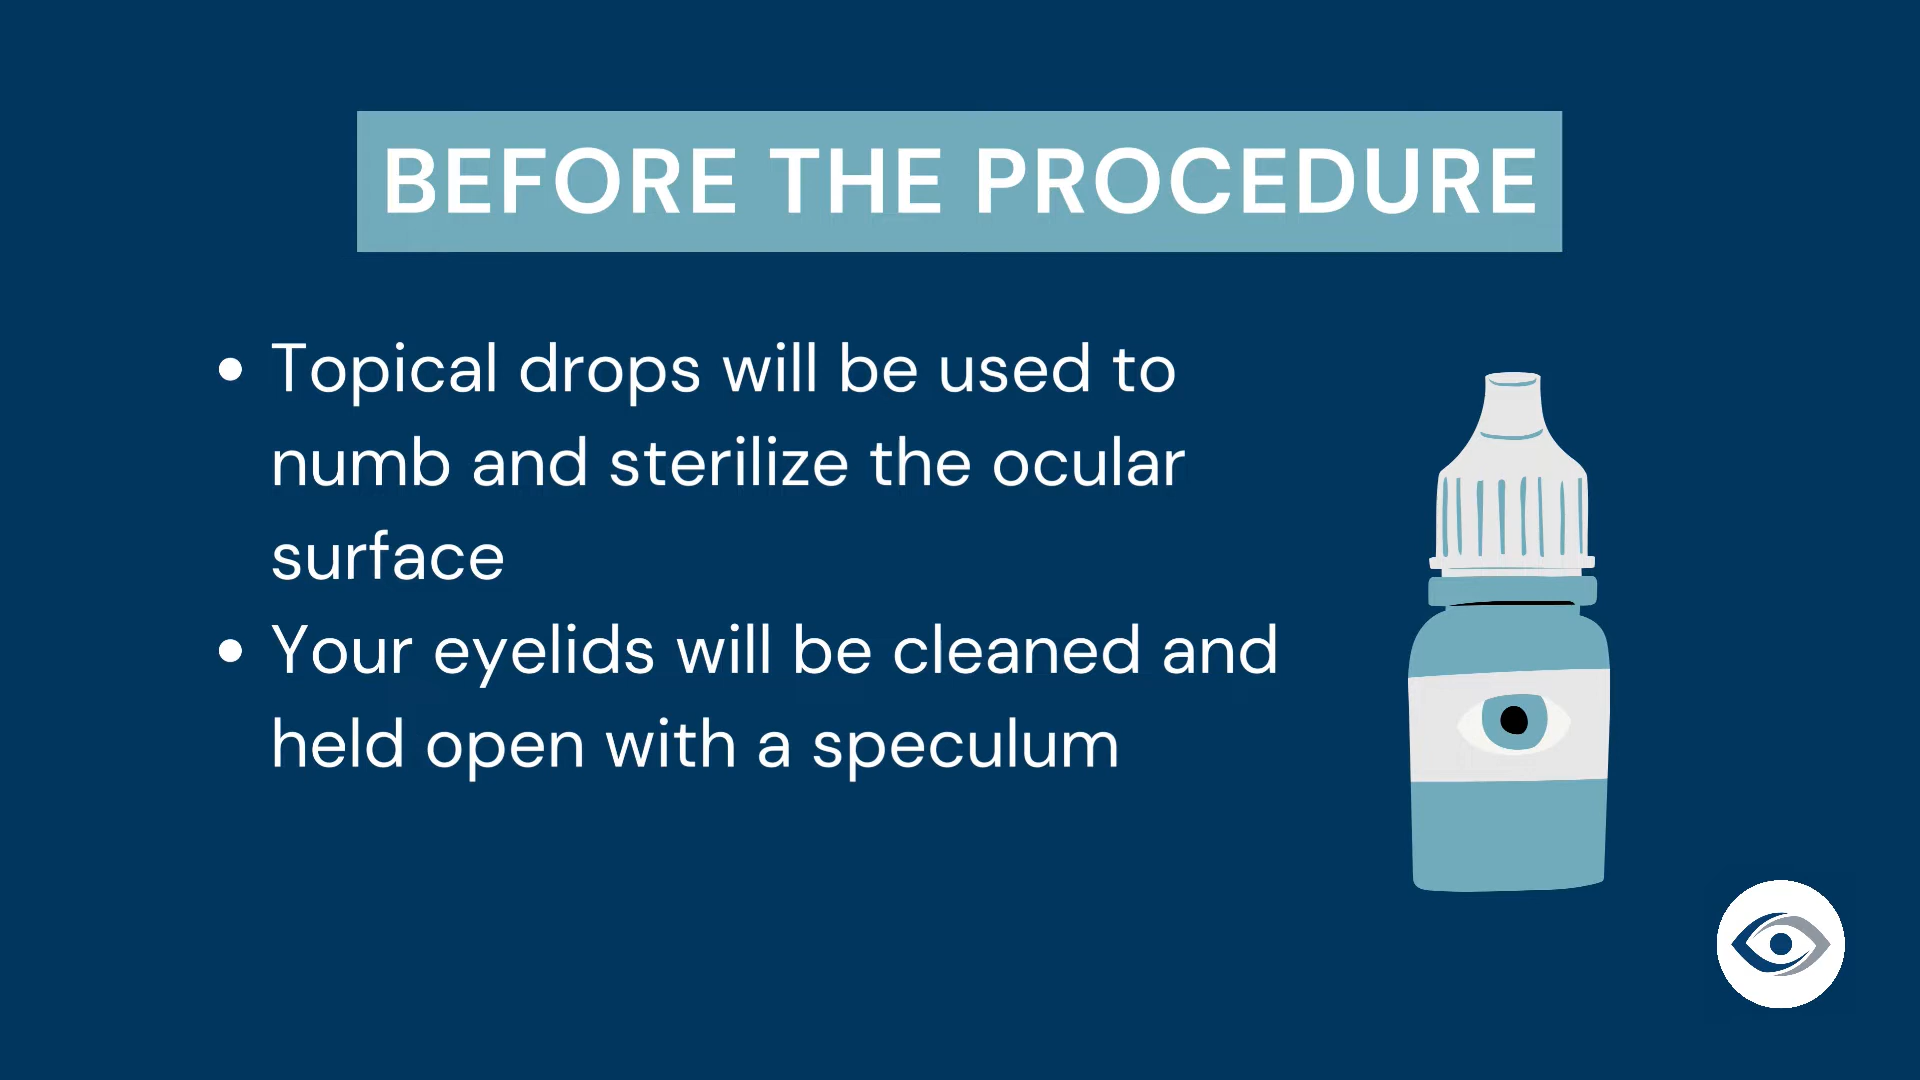 BEFORE THE PROCEDURE
• Topical drops will be used to
numb and sterilize the ocular
surface
• Your eyelids will be cleaned and
held open with a speculum